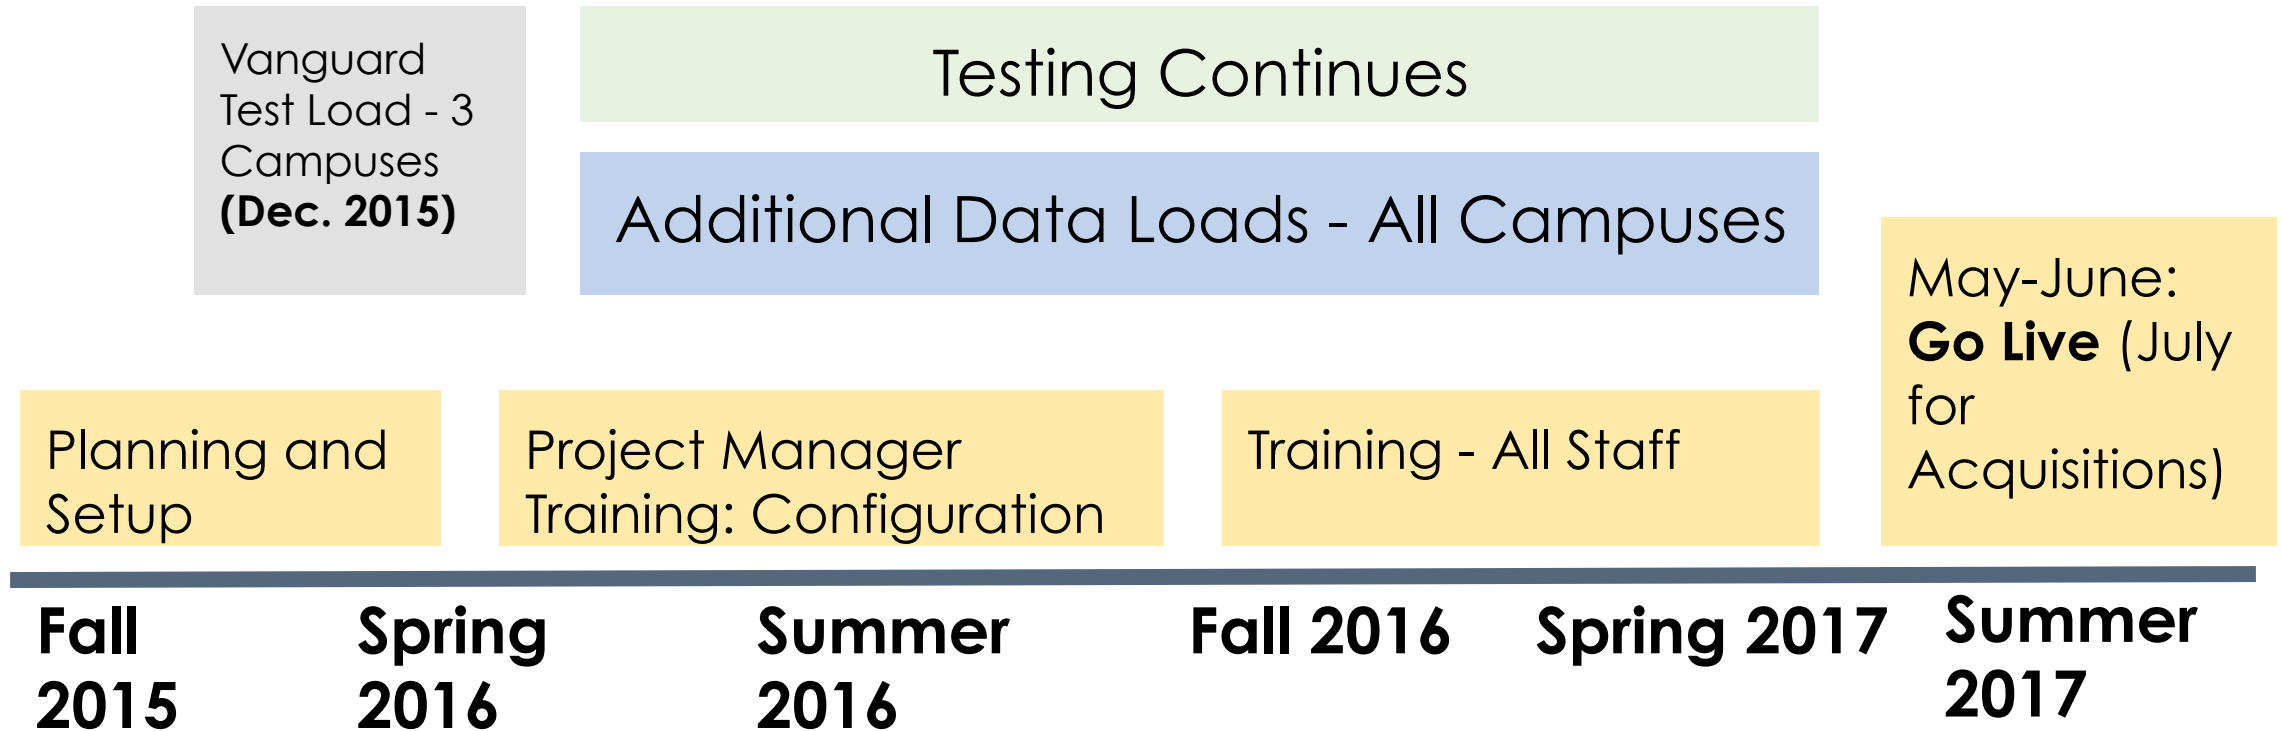 Vanguard
Test Load - 3
Campuses
(Dec. 2015)
Testing Continues
Additional Data Loads - All Campuses
May-June:
Go Live (July
for
Acquisitions)
Planning and
Setup
Project Manager
Training: Configuration
Training - All Staff
Fall
2015
Spring
2016
Summer
2016
Fall 2016
Spring 2017
Summer
2017